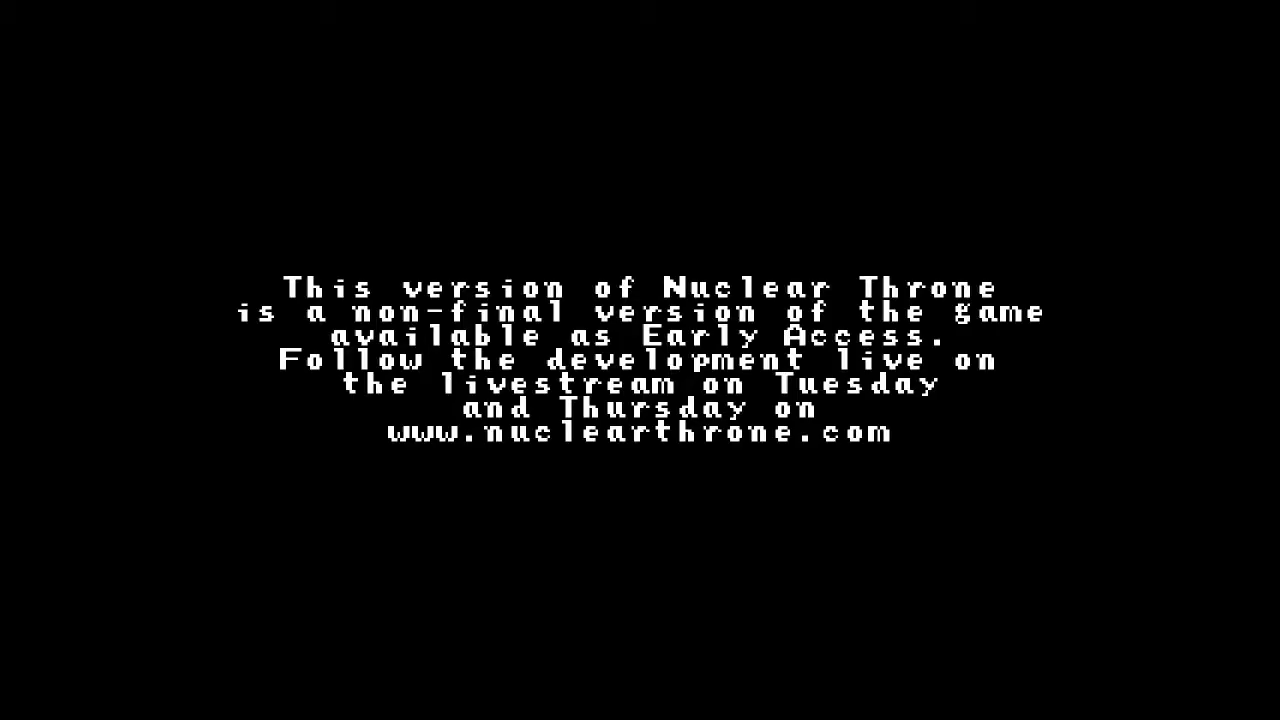 This version of Nuclear Throne
is a non-final version of the game
available as Early Access.
Follow the development live on
the livestream on Tuesday
and Thursday on
www.nuclearthrone.com